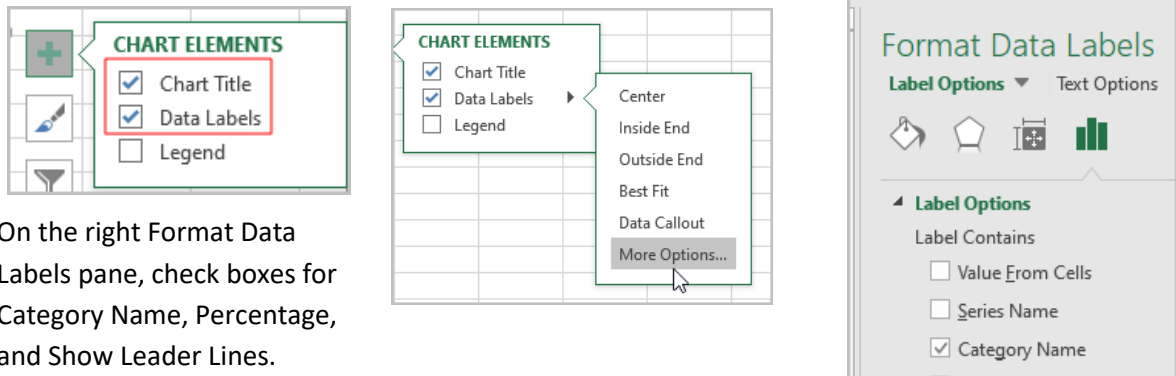 CHART ELEMENTS
Chart Title
Data Labels
Legend
On the right Format Data
Labels pane, check boxes for
Category Name, Percentage,
and Show Leader Lines.
CHART ELEMENTS
Chart Title
Data Labels
Legend
Center
Inside End
Outside End
Best Fit
Data Callout
More Options...
Format Data Labels
Label Options Text Options
Label Options
Label Contains
Value From Cells
Series Name
Category Name